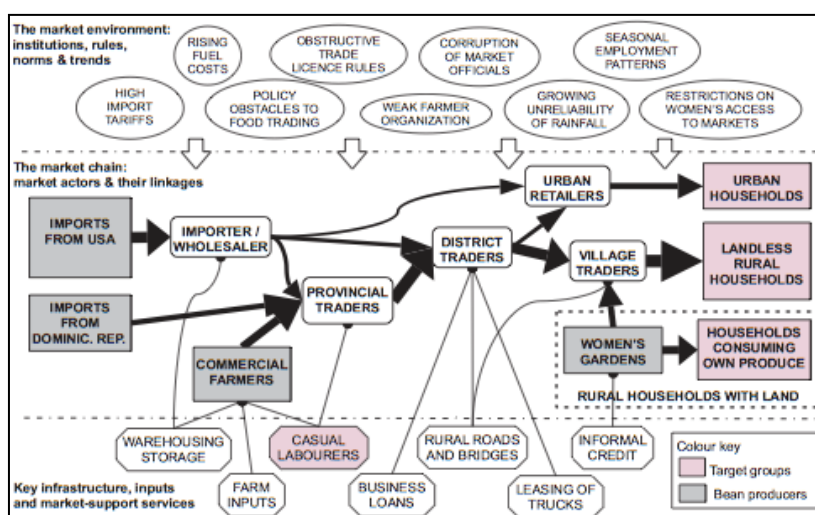 The market environment:
institutions, rules,
norms & trends
RISING
FUEL
COSTS
OBSTRUCTIVE
TRADE
LICENCE RULES
CORRUPTION
OF MARKET
OFFICIALS
SEASONAL
EMPLOYMENT
PATTERNS
HIGH
IMPORT
TARIFFS
POLICY
OBSTACLES TO
FOOD TRADING
WEAK FARMER
ORGANIZATION
GROWING
UNRELIABILITY
OF RAINFALL
RESTRICTIONS ON
WOMEN'S ACCESS
TO MARKETS
The market chain:
market actors & their linkages
IMPORTS
FROM USA
IMPORTER /
WHOLESALER
URBAN
RETAILERS
URBAN
HOUSEHOLDS
DISTRICT
TRADERS
VILLAGE
TRADERS
LANDLESS
RURAL
HOUSEHOLDS
IMPORTS
FROM
DOMINIC. REP.
PROVINCIAL
TRADERS
COMMERCIAL
FARMERS
WOMEN'S
GARDENS
HOUSEHOLDS
CONSUMING
OWN PRODUCE
RURAL HOUSEHOLDS WITH LAND
WAREHOUSING
STORAGE
CASUAL
LABOURERS
RURAL ROADS
AND BRIDGES
INFORMAL
CREDIT
FARM
INPUTS
BUSINESS
LOANS
LEASING OF
TRUCKS
Key infrastructure, inputs
and market-support services
Colour key
Target groups
Bean producers